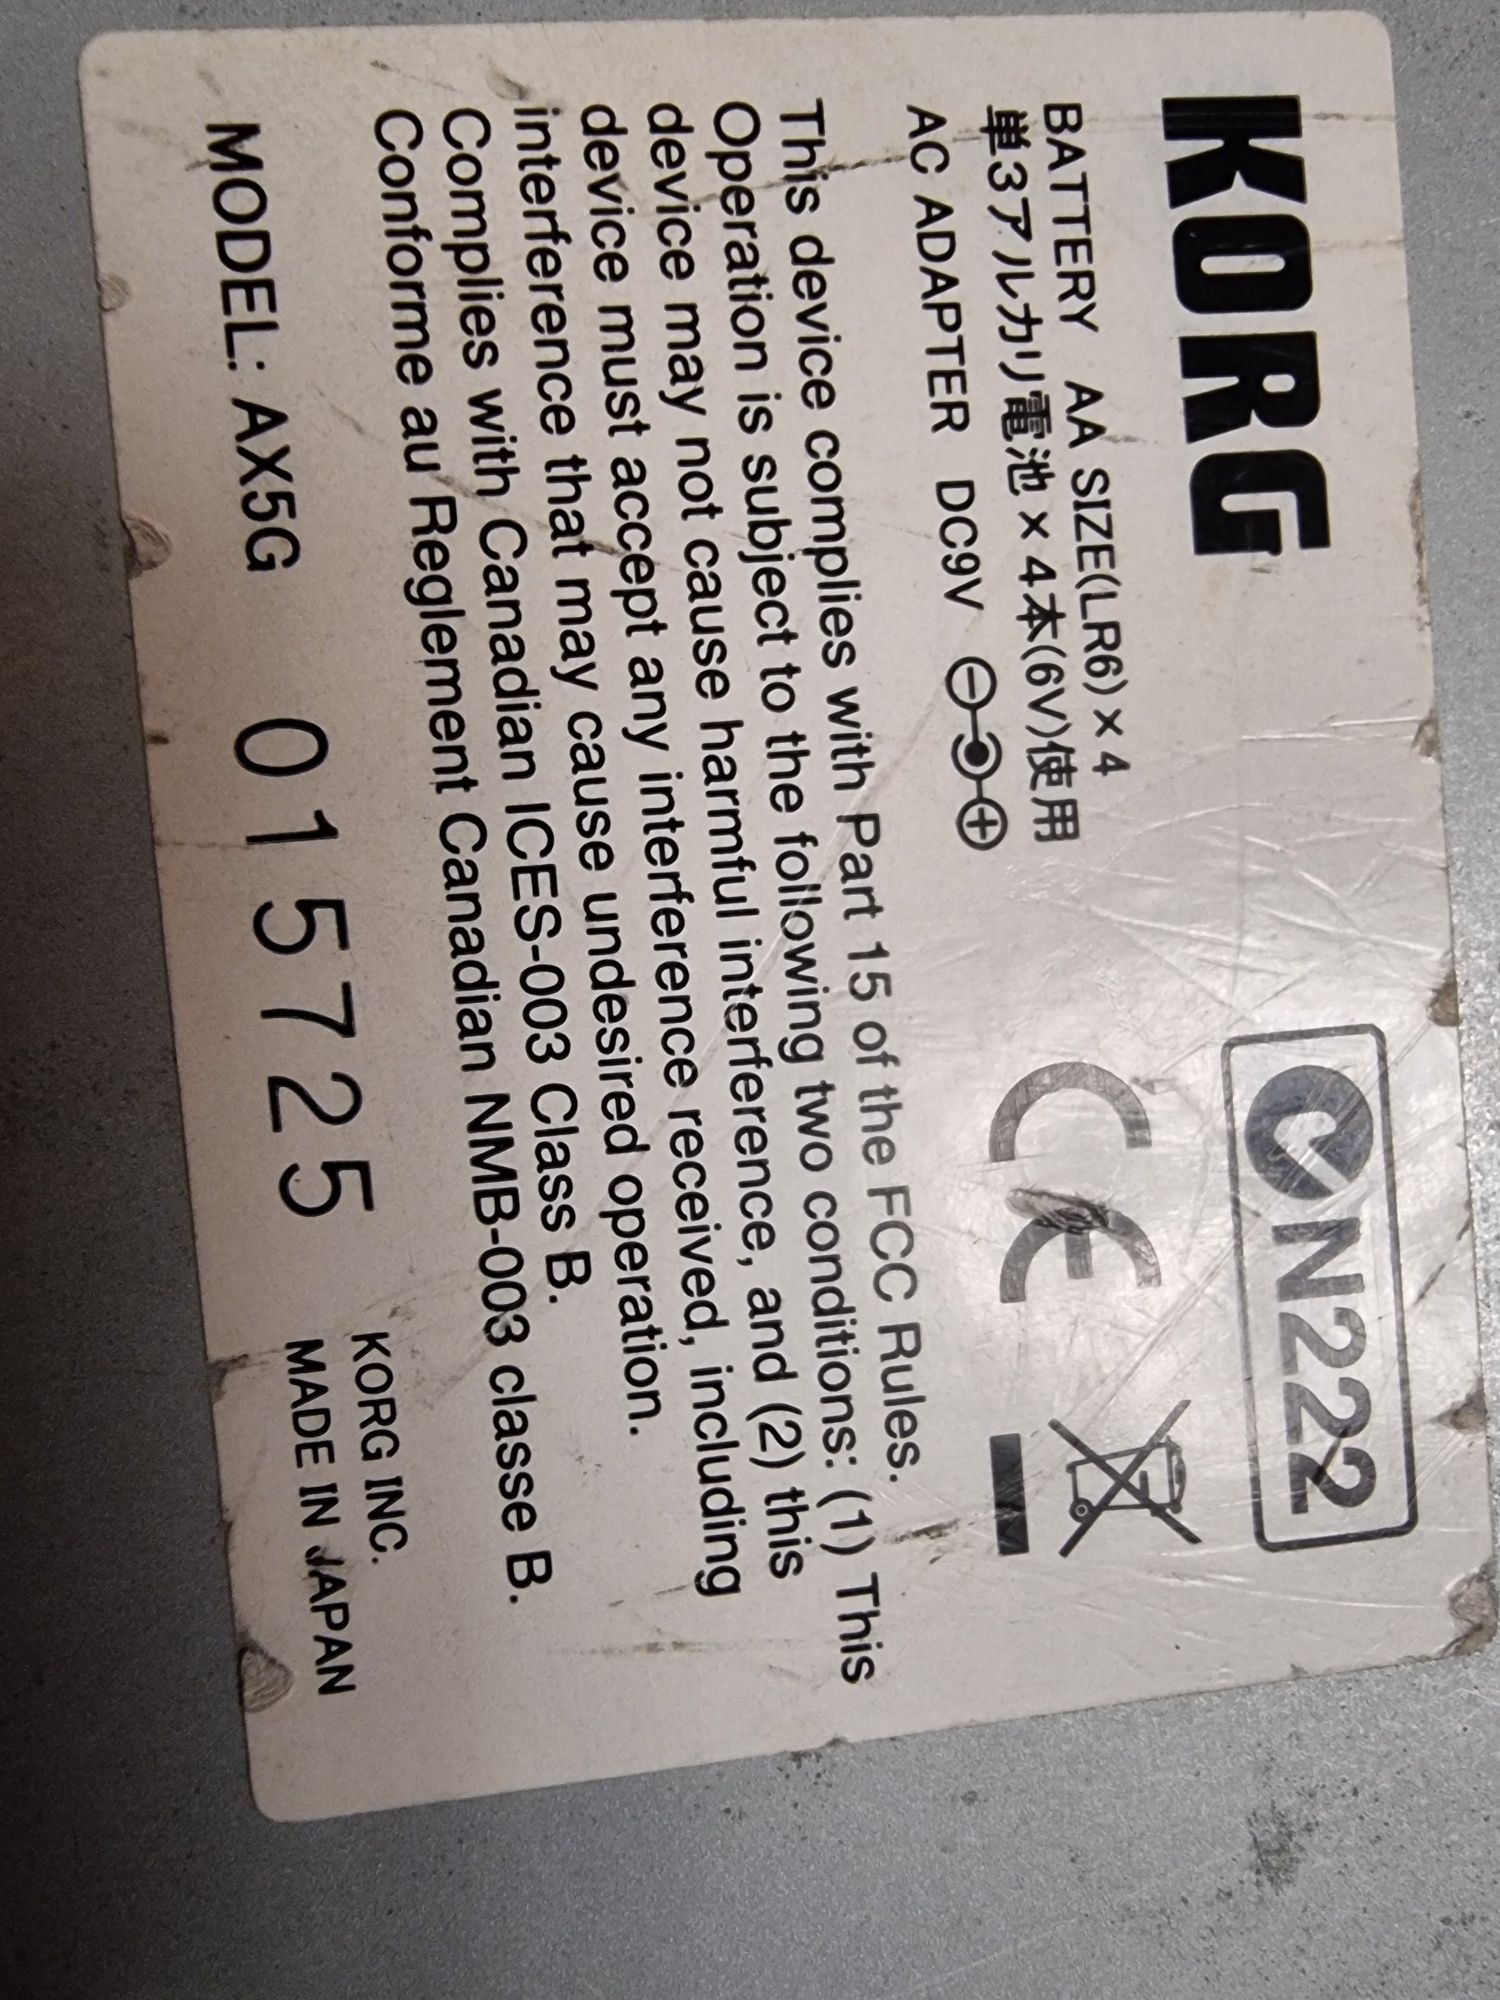 KORG
N222
BATTERY AA SIZE(LR6)×4
単3アルカリ電池×4本(6V)使用
AC ADAPTER DC9V
CE
This device complies with Part 15 of the FCC Rules.
Operation is subject to the following two conditions: (1) This
device may not cause harmful interference, and (2) this
device must accept any interference received, including
interference that may cause undesired operation.
Complies with Canadian ICES-003 Class B.
Conforme au Reglement Canadian NMB-003 classe B.
MODEL: AX5G 015725
KORG INC.
MADE IN JAPAN